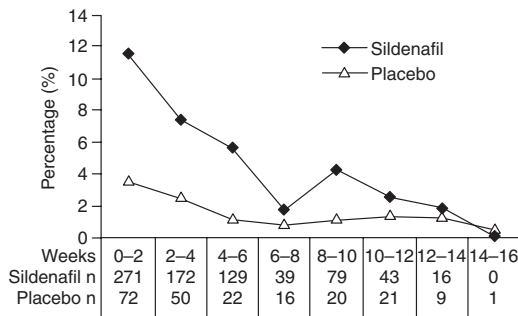 14
12
10
8
6
4
2
0
Percentage (%)
Sildenafil
Placebo
Weeks 0–2 2–4 4–6 6–8 8–10 10–12 12–14 14–16
Sildenafil n 271 172 129 39 79 43 16 0
Placebo n 72 50 22 16 20 21 9 1